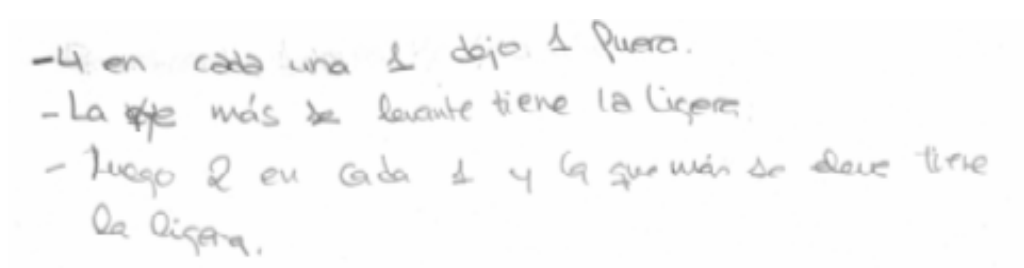 -4 en cada una 1 dejo 1 fuera.
- La que más se levante tiene la ligera
- Luego 2 en cada 1 y la que más se eleve tiene
la ligera.